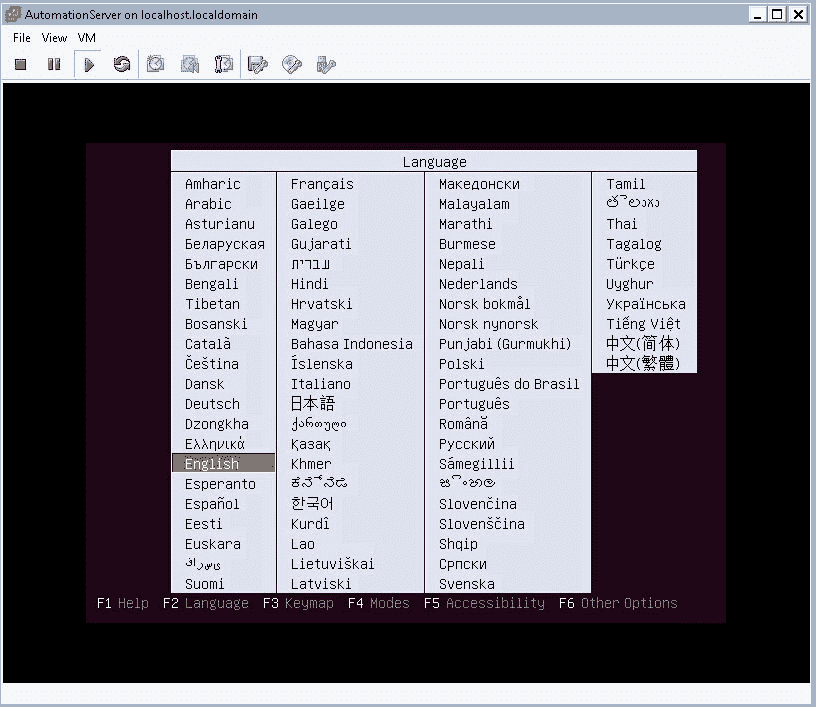 AutomationServer on localhost.localdomain
File View VM
Language
Amharic
Arabic
Asturianu
Беларуская
Български
Bengali
Tibetan
Bosanski
Català
Čeština
Dansk
Deutsch
Dzongkha
Ελληνικά
English
Esperanto
Español
Eesti
Euskara
Suomi
Français
Gaeilge
Galego
Gujarati
עברית
Hindi
Hrvatski
Magyar
Bahasa Indonesia
Íslenska
Italiano
日本語
ქართული
Қазақ
Khmer
ಕನ್ನಡ
한국어
Kurdî
Lao
Lietuviškai
Latviski
Македонски
Malayalam
Marathi
Burmese
Nepali
Nederlands
Norsk bokmål
Norsk nynorsk
Punjabi (Gurmukhi)
Polski
Português do Brasil
Português
Română
Русский
Sámegillii
සිංහල
Slovenčina
Slovenščina
Shqip
Српски
Svenska
Tamil
తెలుగు
Thai
Tagalog
Türkçe
Uyghur
Українська
Tiếng Việt
中文(简体)
中文(繁體)
F1 Help F2 Language F3 Keymap F4 Modes F5 Accessibility F6 Other Options